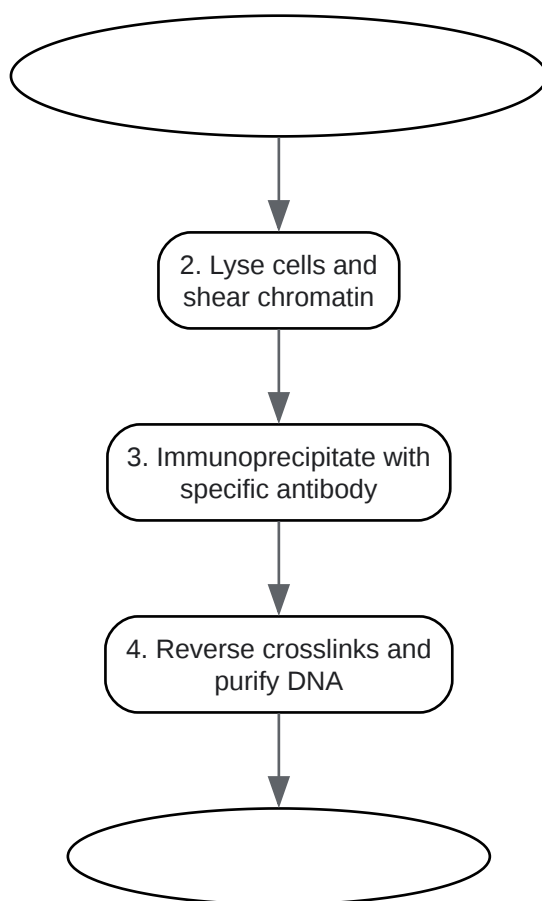 2. Lyse cells and
shear chromatin
3. Immunoprecipitate with
specific antibody
4. Reverse crosslinks and
purify DNA